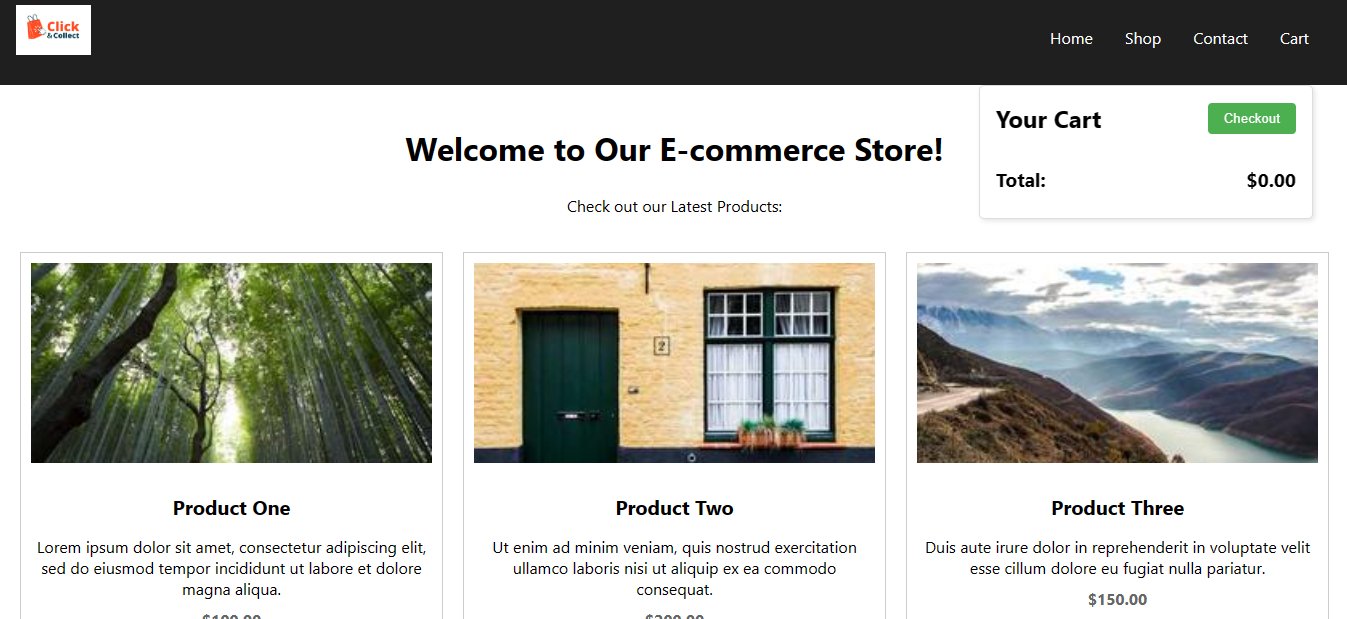 Click
& Collect
Home Shop Contact Cart
Your Cart Checkout
Total: $0.00
Welcome to Our E-commerce Store!
Check out our Latest Products:
2
Product One
Lorem ipsum dolor sit amet, consectetur adipiscing elit,
sed do eiusmod tempor incididunt ut labore et dolore
magna aliqua.
$100.00
Product Two
Ut enim ad minim veniam, quis nostrud exercitation
ullamco laboris nisi ut aliquip ex ea commodo
consequat.
$200.00
Product Three
Duis aute irure dolor in reprehenderit in voluptate velit
esse cillum dolore eu fugiat nulla pariatur.
$150.00